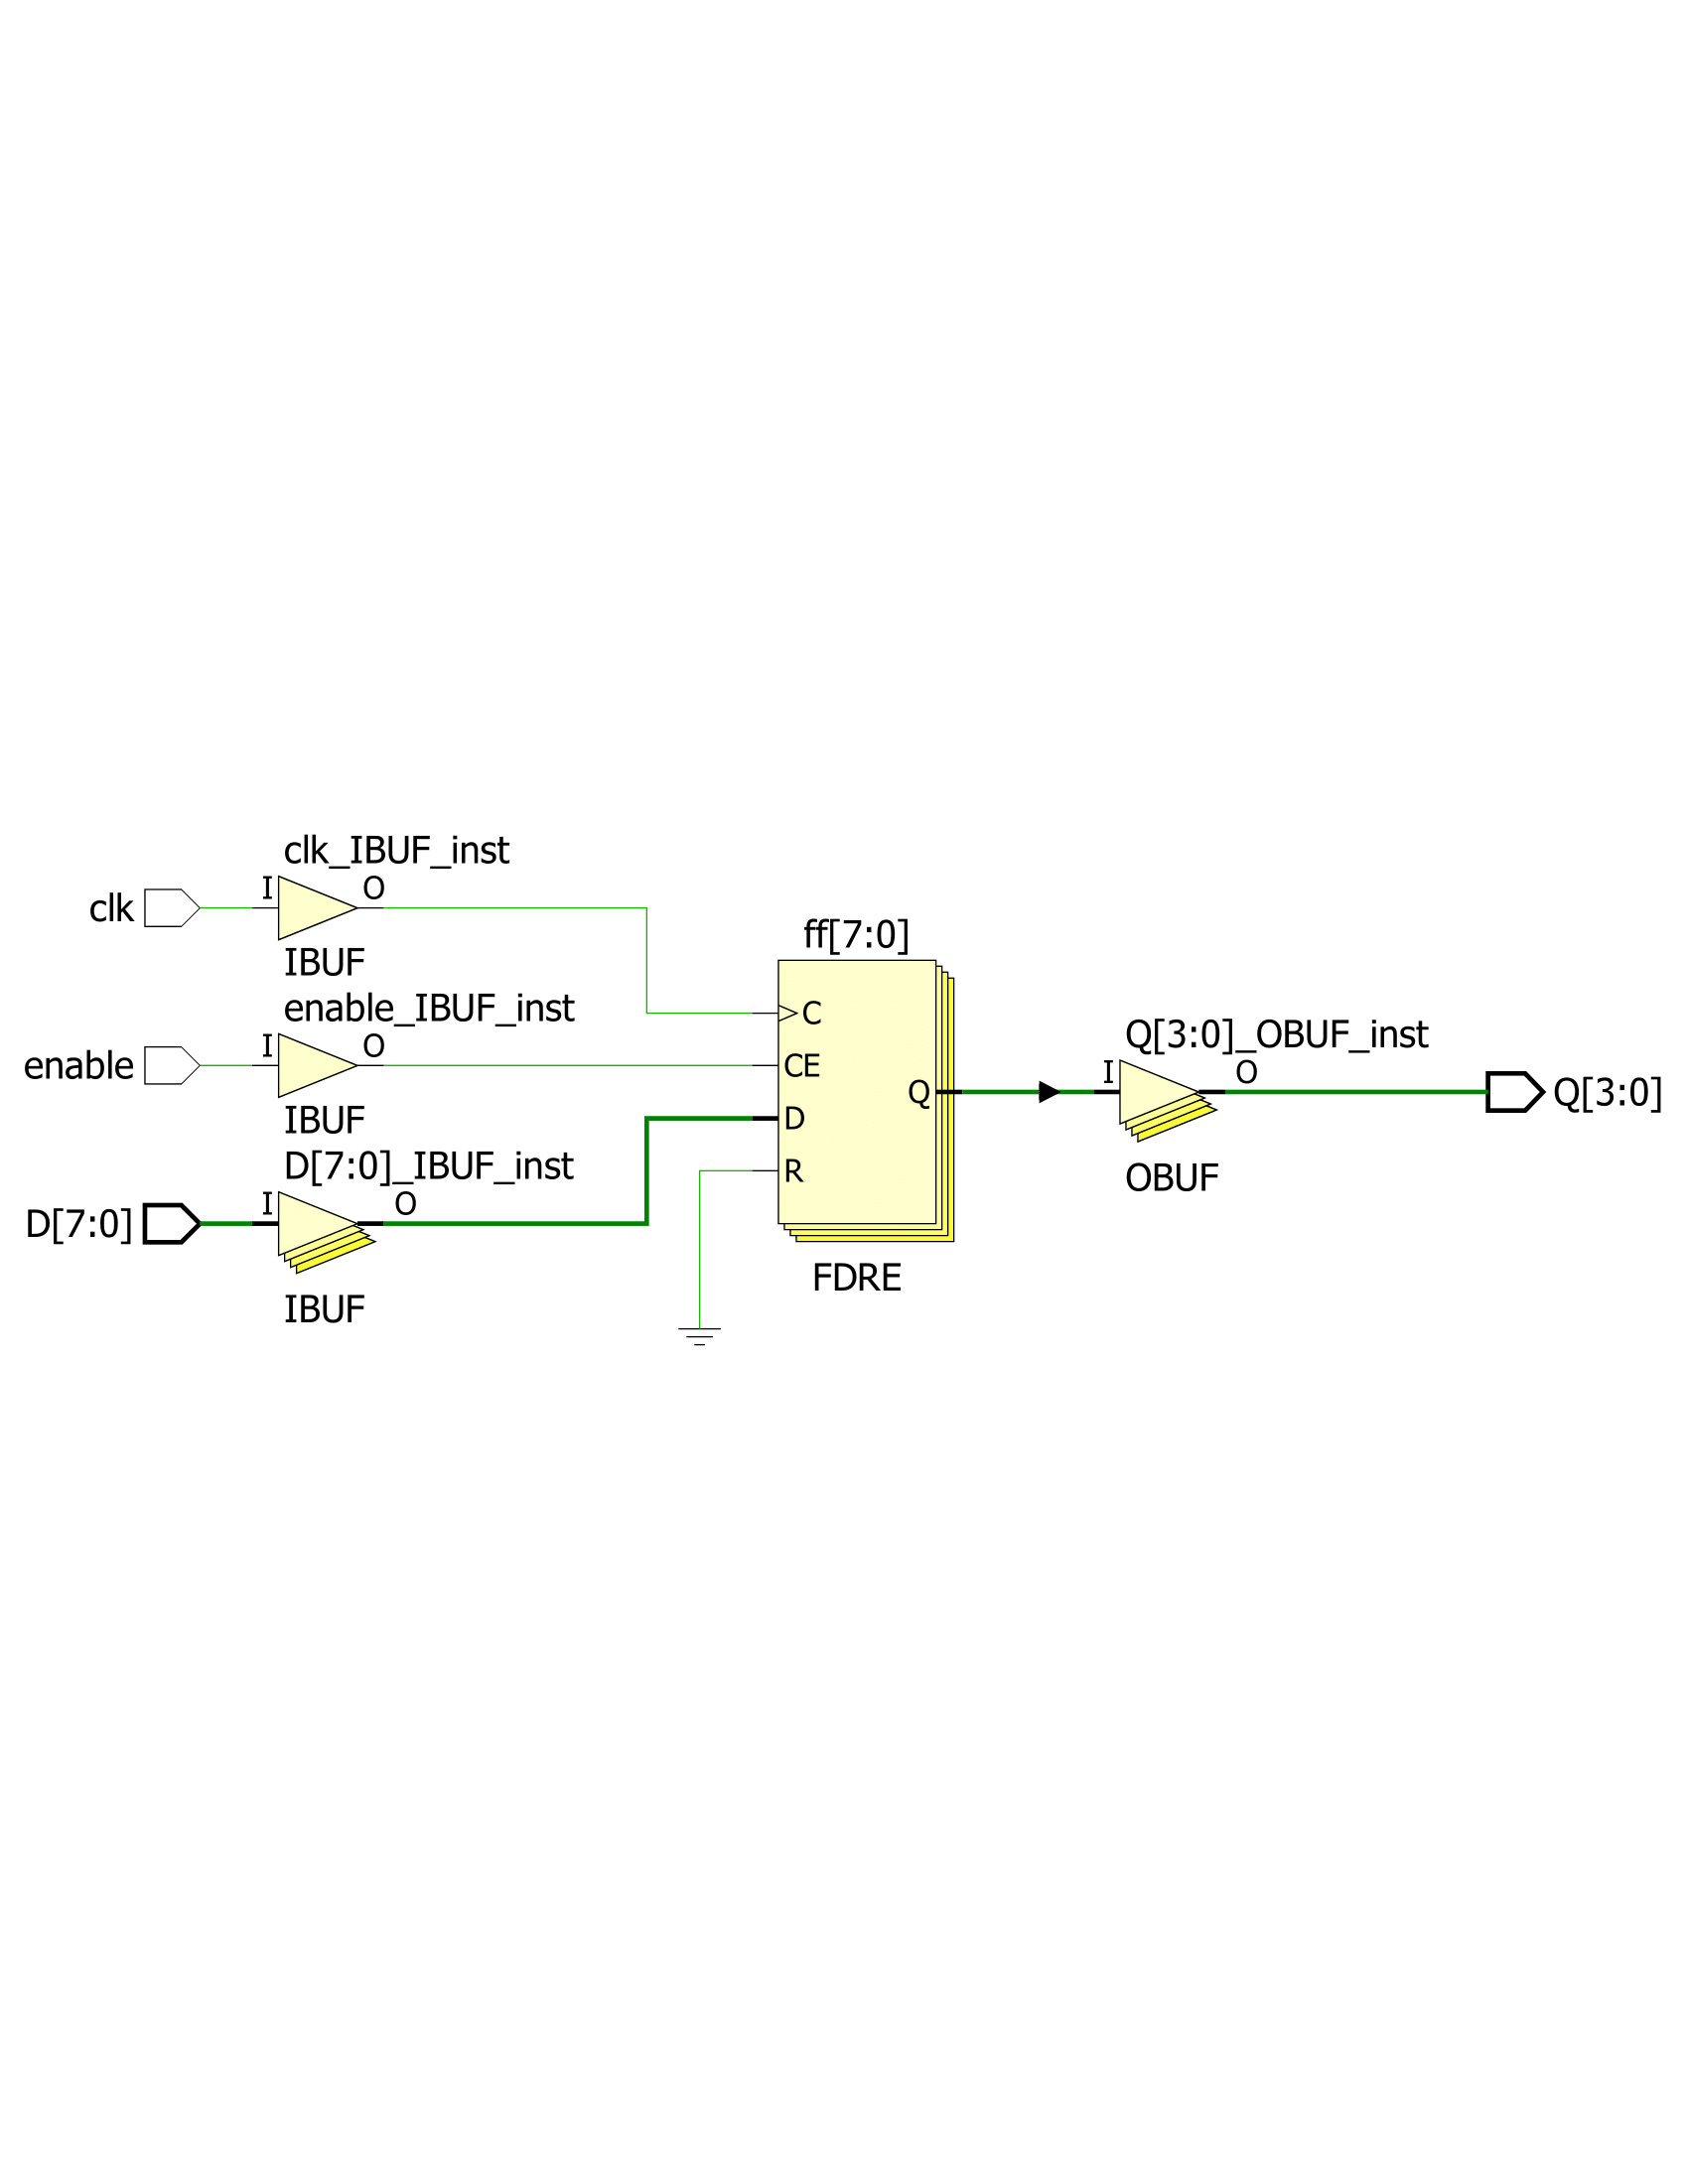 clk_IBUF_inst
clk
I
O
IBUF
enable_IBUF_inst
enable
I
O
IBUF
D[7:0]_IBUF_inst
D[7:0]
I
O
IBUF
ff[7:0]
C
CE
D
R
Q
FDRE
Q[3:0]_OBUF_inst
I
O
OBUF
Q[3:0]